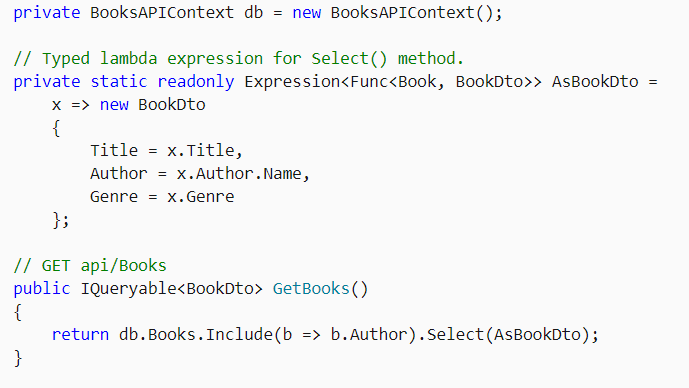 private BooksAPIContext db = new BooksAPIContext();
// Typed lambda expression for Select() method.
private static readonly Expression<Func<Book, BookDto>> AsBookDto =
    x => new BookDto
    {
        Title = x.Title,
        Author = x.Author.Name,
        Genre = x.Genre
    };
// GET api/Books
public IQueryable<BookDto> GetBooks()
{
    return db.Books.Include(b => b.Author).Select(AsBookDto);
}